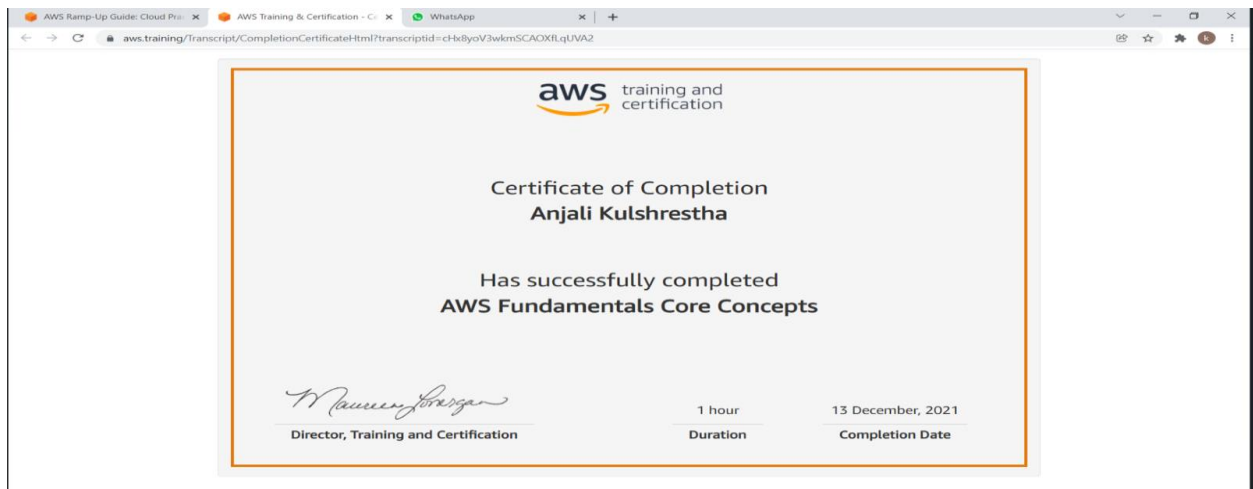 AWS Ramp-Up Guide: Cloud Pra
AWS Training & Certification - Ce
WhatsApp
aws.training/Transcript/CompletionCertificateHtml?transcriptid=cHx8yoV3wkmSCAOXfLqUVA2
k
aws training and
certification
Certificate of Completion
Anjali Kulshrestha
Has successfully completed
AWS Fundamentals Core Concepts
Maureen Lonergan
1 hour
13 December, 2021
Director, Training and Certification
Duration
Completion Date